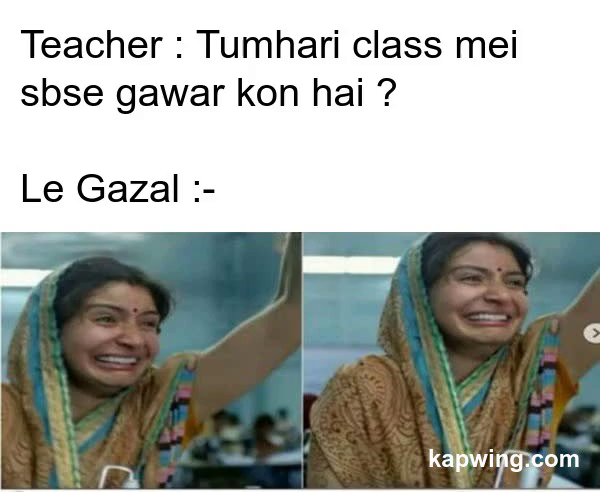 Teacher : Tumhari class mei
sbse gawar kon hai ?
Le Gazal :-
kapwing.com